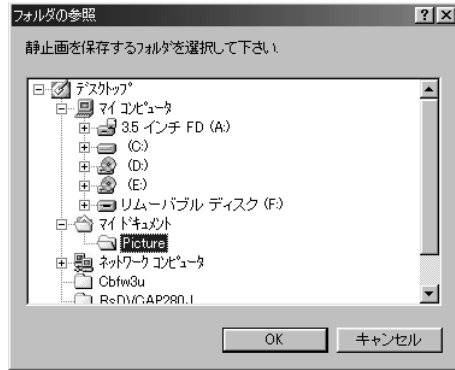 フォルダの参照
静止画を保存するﾌｫﾙﾀﾞを選択して下さい
ﾃﾞｽｸﾄｯﾌﾟ
ﾏｲ ｺﾝﾋﾟｭｰﾀ
3.5 インチ FD (A:)
(C:)
(D:)
(E:)
リムーバブル ディスク (F:)
ﾏｲ ﾄﾞｷｭﾒﾝﾄ
Picture
ﾈｯﾄﾜｰｸ ｺﾝﾋﾟｭｰﾀ
Cbfw3u
RsDVCAP280J
OK
キャンセル